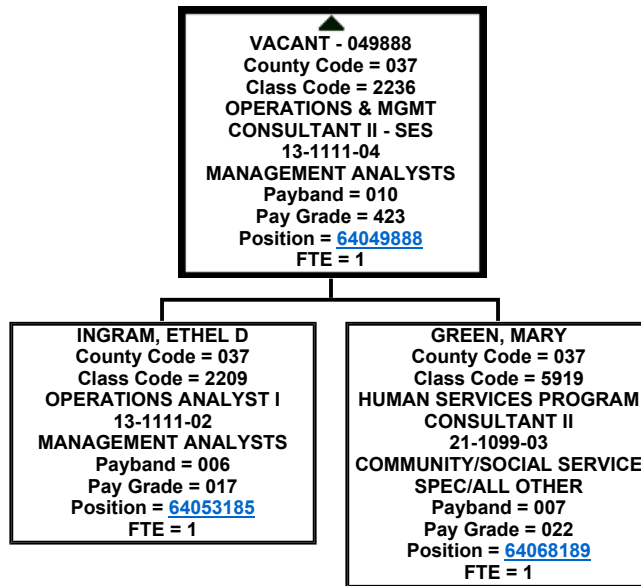 VACANT - 049888
County Code = 037
Class Code = 2236
OPERATIONS & MGMT
CONSULTANT II - SES
13-1111-04
MANAGEMENT ANALYSTS
Payband = 010
Pay Grade = 423
Position = 64049888
FTE = 1
INGRAM, ETHEL D
County Code = 037
Class Code = 2209
OPERATIONS ANALYST I
13-1111-02
MANAGEMENT ANALYSTS
Payband = 006
Pay Grade = 017
Position = 64053185
FTE = 1
GREEN, MARY
County Code = 037
Class Code = 5919
HUMAN SERVICES PROGRAM
CONSULTANT II
21-1099-03
COMMUNITY/SOCIAL SERVICE
SPEC/ALL OTHER
Payband = 007
Pay Grade = 022
Position = 64068189
FTE = 1